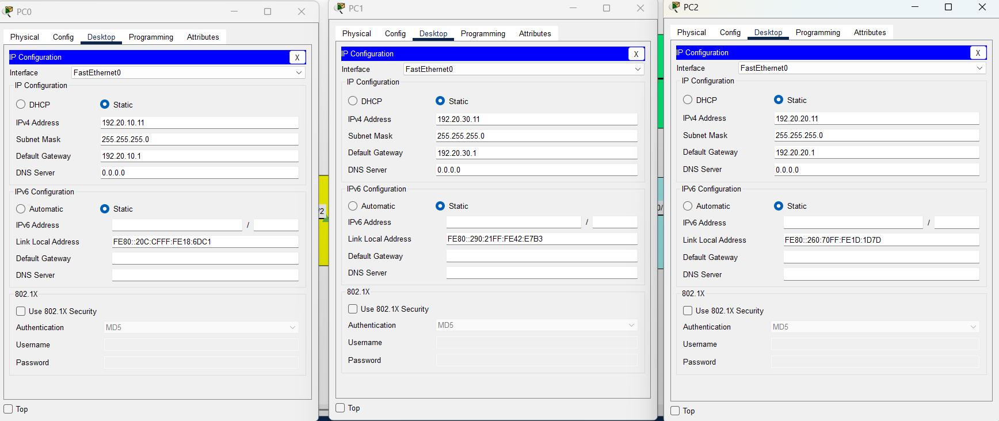 PC0
Physical Config Desktop Programming Attributes
IP Configuration X
Interface FastEthernet0
IP Configuration
DHCP Static
IPv4 Address 192.20.10.11
Subnet Mask 255.255.255.0
Default Gateway 192.20.10.1
DNS Server 0.0.0.0
IPv6 Configuration
Automatic Static
IPv6 Address /
Link Local Address FE80::20C:CFFF:FE18:6DC1
Default Gateway
DNS Server
802.1X
Use 802.1X Security
Authentication MD5
Username
Password
Top
/2
PC1
Physical Config Desktop Programming Attributes
IP Configuration X
Interface FastEthernet0
IP Configuration
DHCP Static
IPv4 Address 192.20.30.11
Subnet Mask 255.255.255.0
Default Gateway 192.20.30.1
DNS Server 0.0.0.0
IPv6 Configuration
Automatic Static
IPv6 Address /
Link Local Address FE80::290:21FF:FE42:E7B3
Default Gateway
DNS Server
802.1X
Use 802.1X Security
Authentication MD5
Username
Password
Top
0/
PC2
Physical Config Desktop Programming Attributes
IP Configuration X
Interface FastEthernet0
IP Configuration
DHCP Static
IPv4 Address 192.20.20.11
Subnet Mask 255.255.255.0
Default Gateway 192.20.20.1
DNS Server 0.0.0.0
IPv6 Configuration
Automatic Static
IPv6 Address /
Link Local Address FE80::260:70FF:FE1D:1D7D
Default Gateway
DNS Server
802.1X
Use 802.1X Security
Authentication MD5
Username
Password
Top